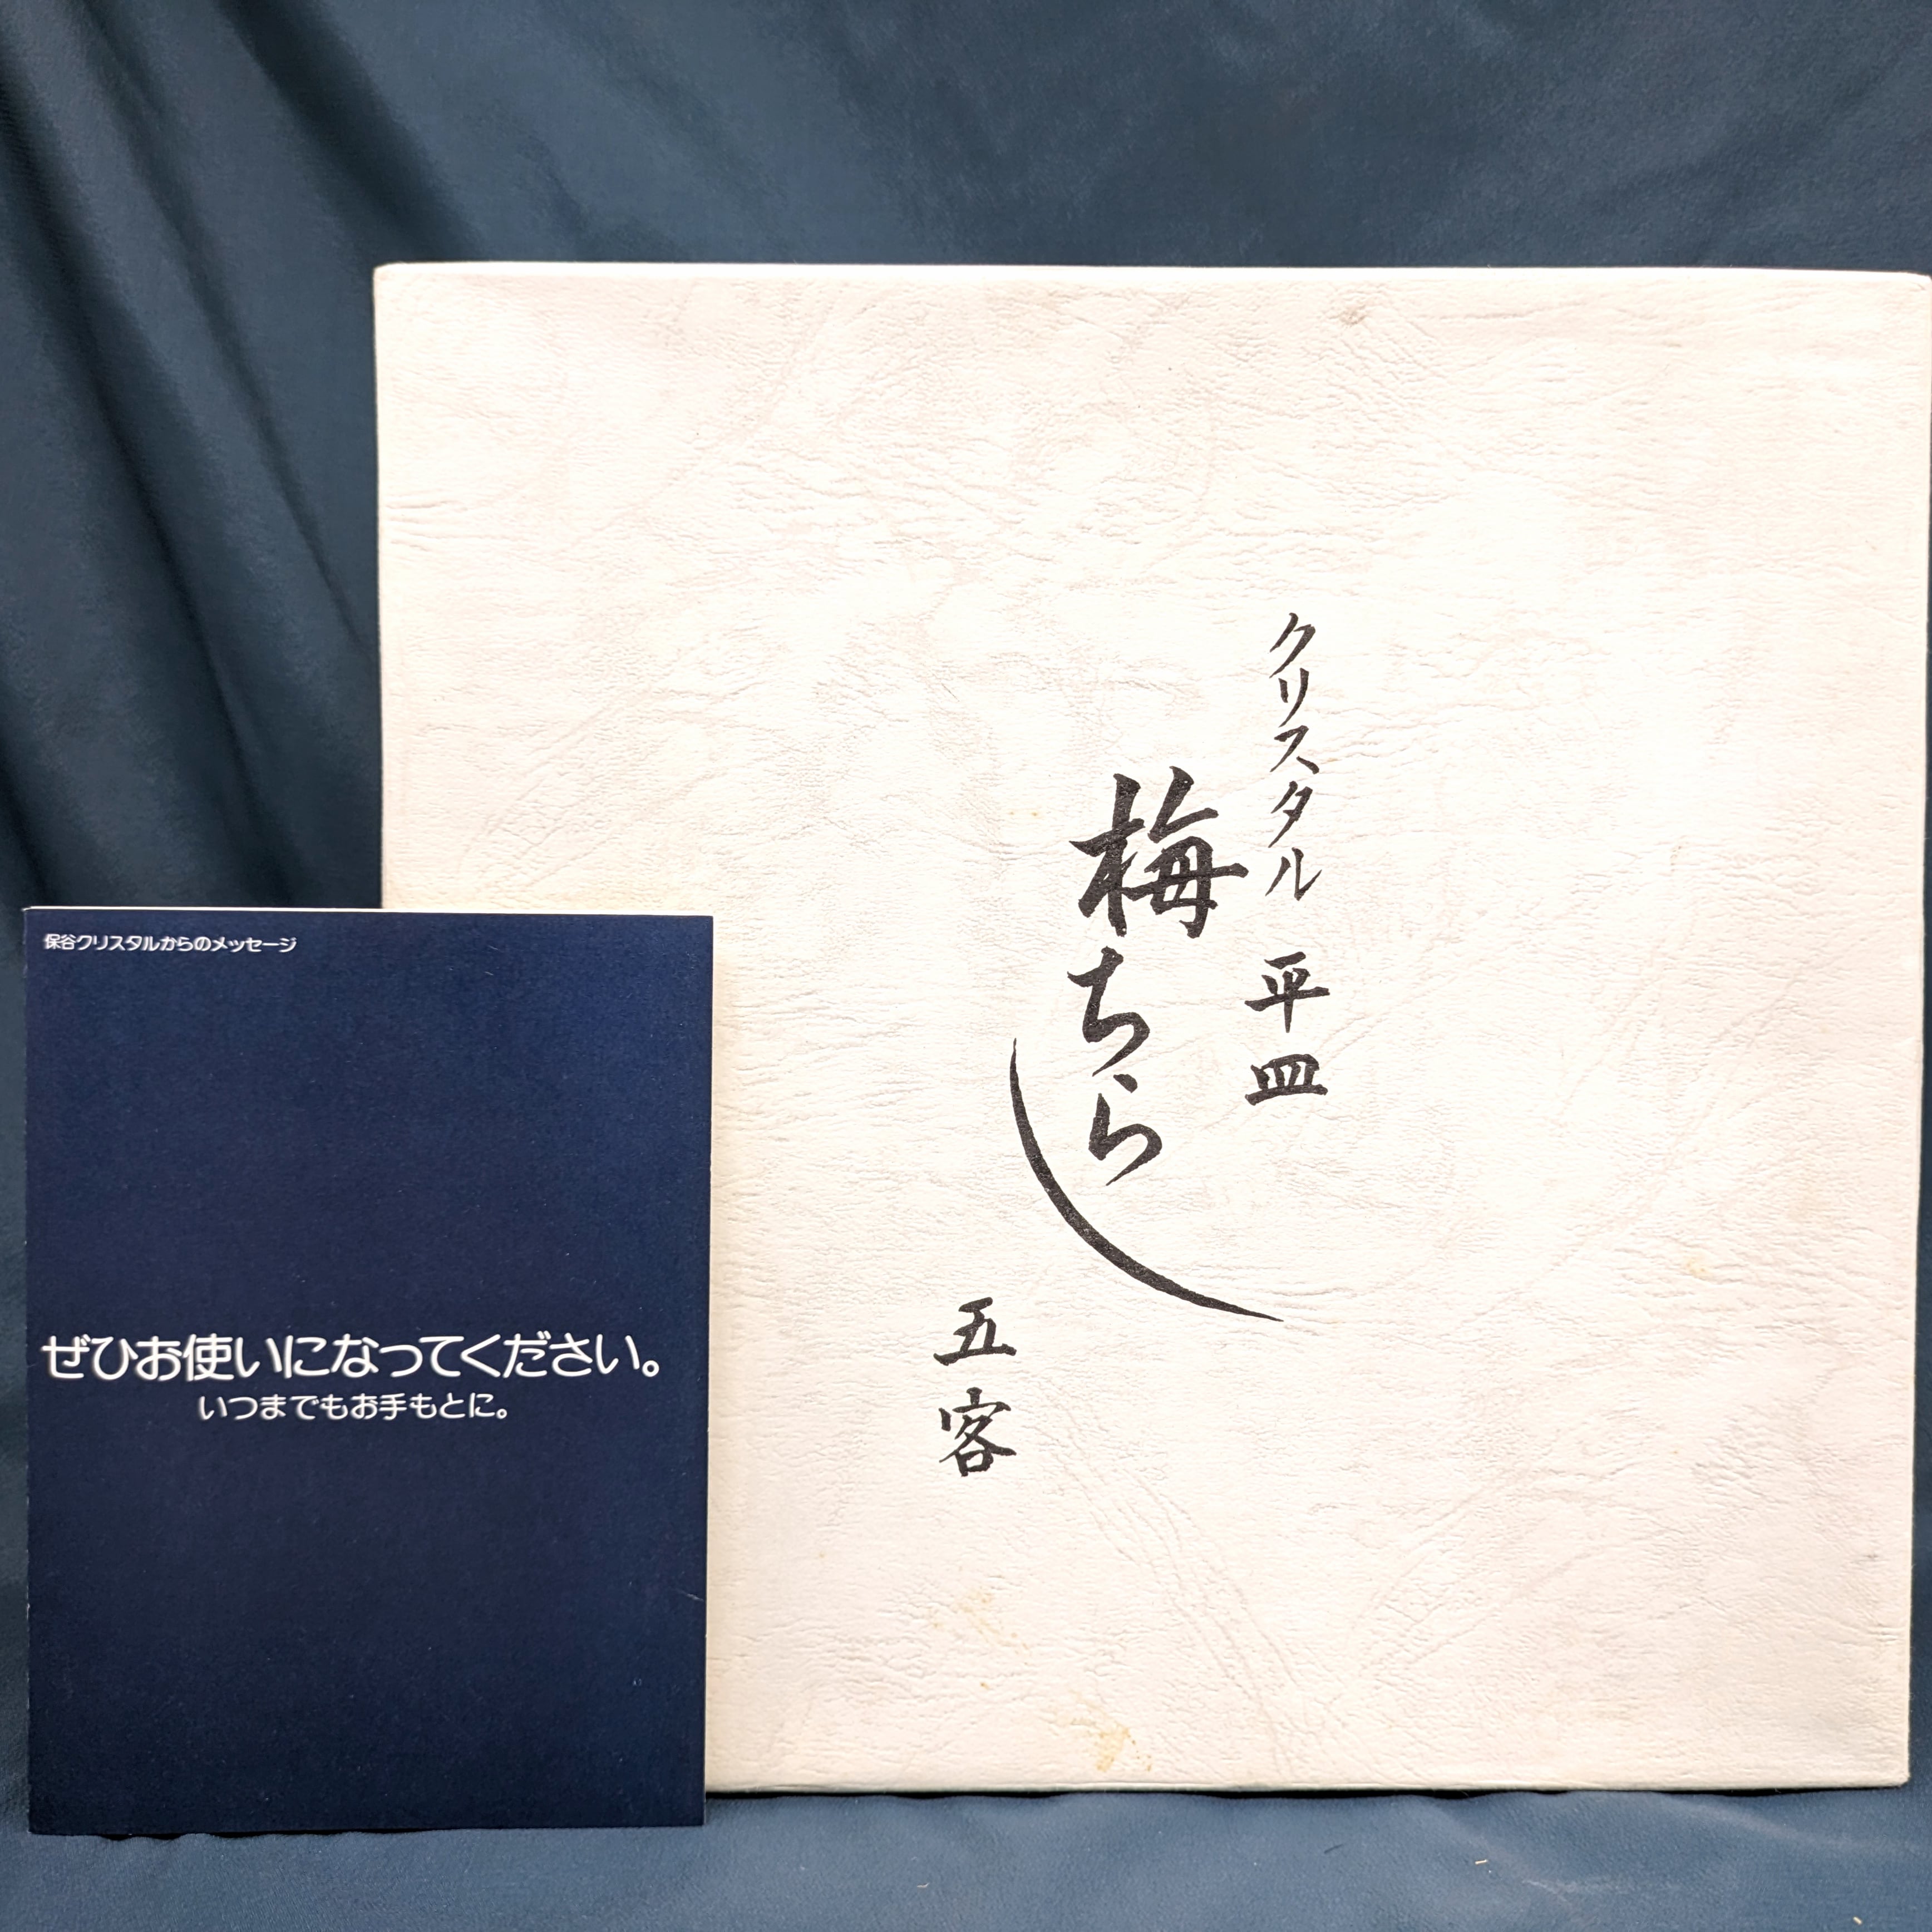 保谷クリスタルからのメッセージ
ぜひお使いになってください。
いつまでもお手もとに。
クリスタル 平皿
梅ちらし
五客